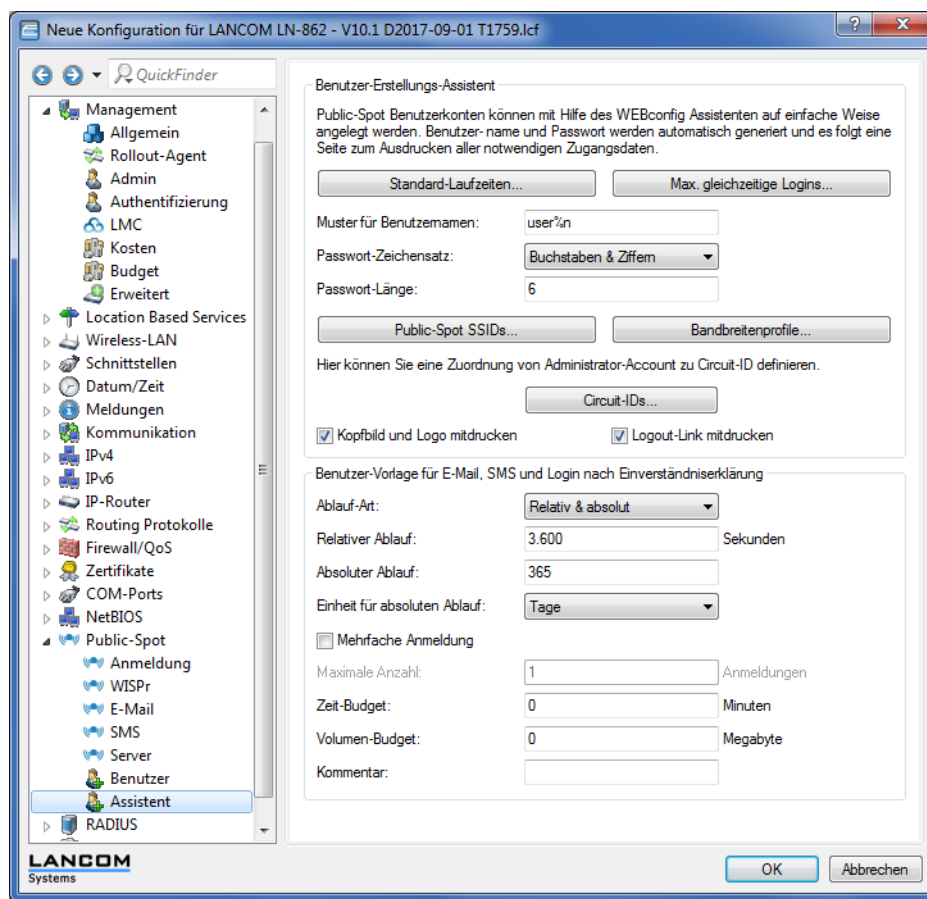 Neue Konfiguration für LANCOM LN-862 - V10.1 D2017-09-01 T1759.lcf
?
QuickFinder
Management
Allgemein
Rollout-Agent
Admin
Authentifizierung
LMC
Kosten
Budget
Erweitert
Location Based Services
Wireless-LAN
Schnittstellen
Datum/Zeit
Meldungen
Kommunikation
IPv4
IPv6
IP-Router
Routing Protokolle
Firewall/QoS
Zertifikate
COM-Ports
NetBIOS
Public-Spot
Anmeldung
WISPr
E-Mail
SMS
Server
Benutzer
Assistent
RADIUS
LANCOM
Systems
Benutzer-Erstellungs-Assistent
Public-Spot Benutzerkonten können mit Hilfe des WEBconfig Assistenten auf einfache Weise
angelegt werden. Benutzer- name und Passwort werden automatisch generiert und es folgt eine
Seite zum Ausdrucken aller notwendigen Zugangsdaten.
Standard-Laufzeiten... Max. gleichzeitige Logins...
Muster für Benutzernamen: user%n
Passwort-Zeichensatz: Buchstaben & Ziffern
Passwort-Länge: 6
Public-Spot SSIDs... Bandbreitenprofile...
Hier können Sie eine Zuordnung von Administrator-Account zu Circuit-ID definieren.
Circuit-IDs...
Kopfbild und Logo mitdrucken Logout-Link mitdrucken
Benutzer-Vorlage für E-Mail, SMS und Login nach Einverständniserklärung
Ablauf-Art: Relativ & absolut
Relativer Ablauf: 3.600 Sekunden
Absoluter Ablauf: 365
Einheit für absoluten Ablauf: Tage
Mehrfache Anmeldung
Maximale Anzahl: 1 Anmeldungen
Zeit-Budget: 0 Minuten
Volumen-Budget: 0 Megabyte
Kommentar:
OK Abbrechen